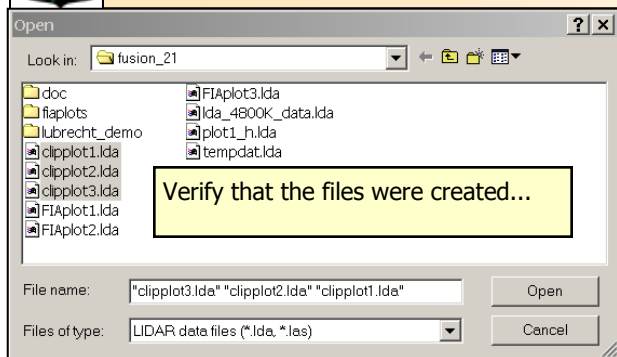 Open
Look in:
fusion_21
doc
fiaplots
lubrecht_demo
clipplot1.lda
clipplot2.lda
clipplot3.lda
FIAplot1.lda
FIAplot2.lda
FIAplot3.lda
lda_4800K_data.lda
plot1_h.lda
tempdat.lda
Verify that the files were created...
File name:
"clipplot3.lda" "clipplot2.lda" "clipplot1.lda"
Open
Files of type:
LIDAR data files (*.lda, *.las)
Cancel